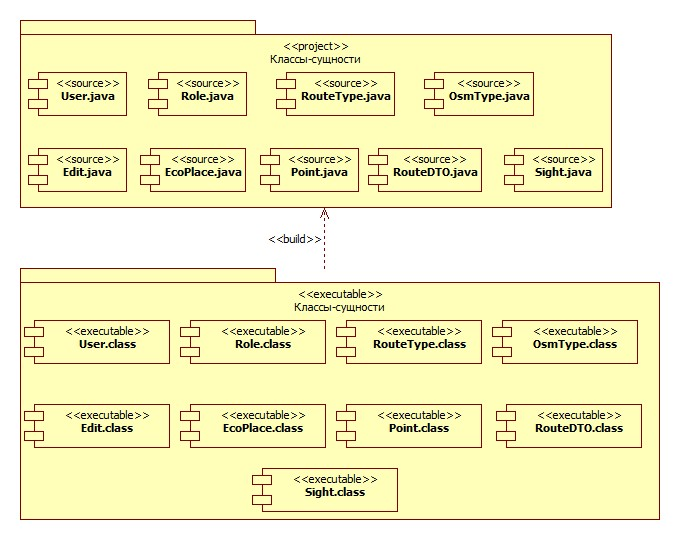 <<project>>
Классы-сущности
<<source>>
User.java
<<source>>
Role.java
<<source>>
RouteType.java
<<source>>
OsmType.java
<<source>>
Edit.java
<<source>>
EcoPlace.java
<<source>>
Point.java
<<source>>
RouteDTO.java
<<source>>
Sight.java
<<build>>
<<executable>>
Классы-сущности
<<executable>>
User.class
<<executable>>
Role.class
<<executable>>
RouteType.class
<<executable>>
OsmType.class
<<executable>>
Edit.class
<<executable>>
EcoPlace.class
<<executable>>
Point.class
<<executable>>
RouteDTO.class
<<executable>>
Sight.class